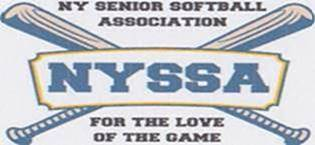 NY SENIOR SOFTBALL
ASSOCIATION
NYSSA
FOR THE LOVE
OF THE GAME